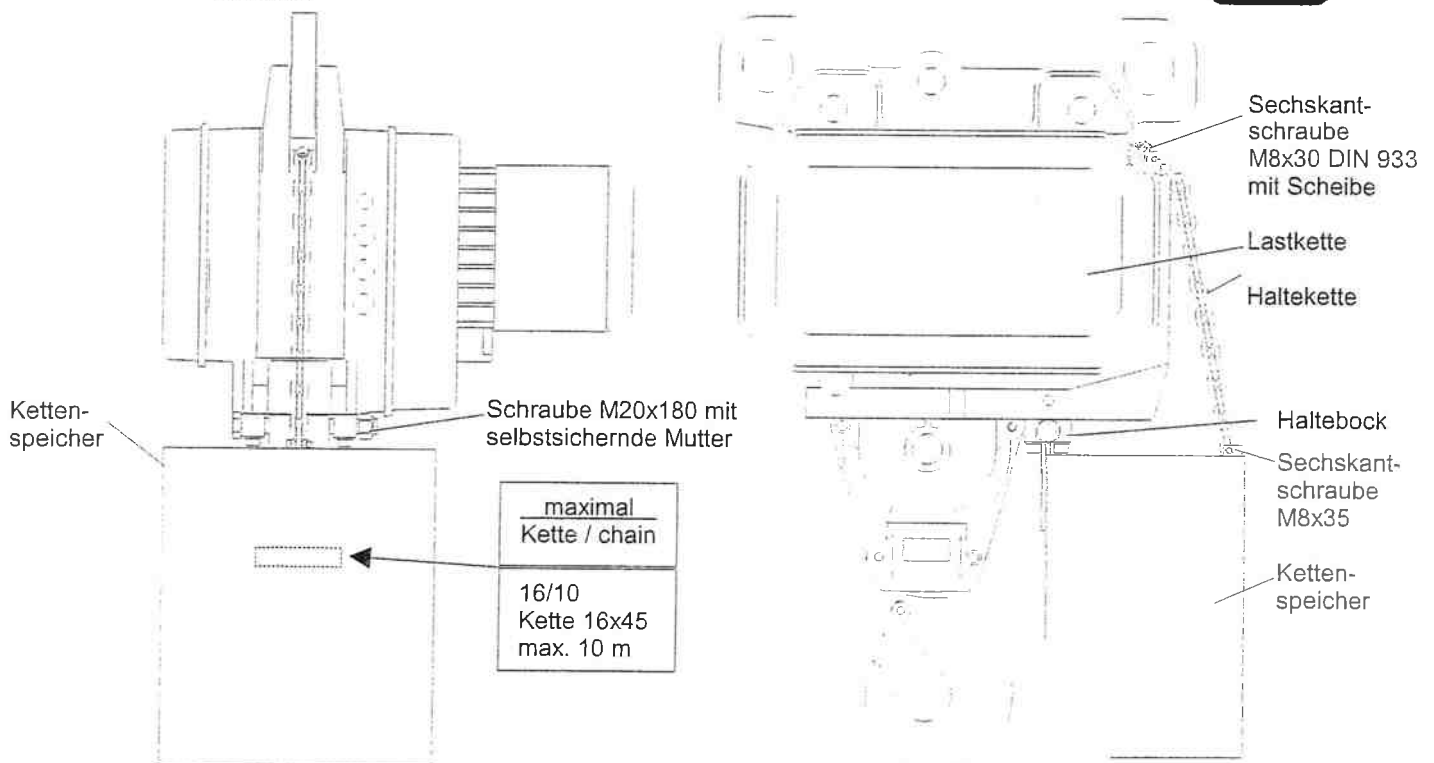 Ketten-
speicher
Schraube M20x180 mit
selbstsichernde Mutter
maximal
Kette / chain
16/10
Kette 16x45
max. 10 m
Sechskant-
schraube
M8x30 DIN 933
mit Scheibe
Lastkette
Haltekette
Haltebock
Sechskant-
schraube
M8x35
Ketten-
speicher